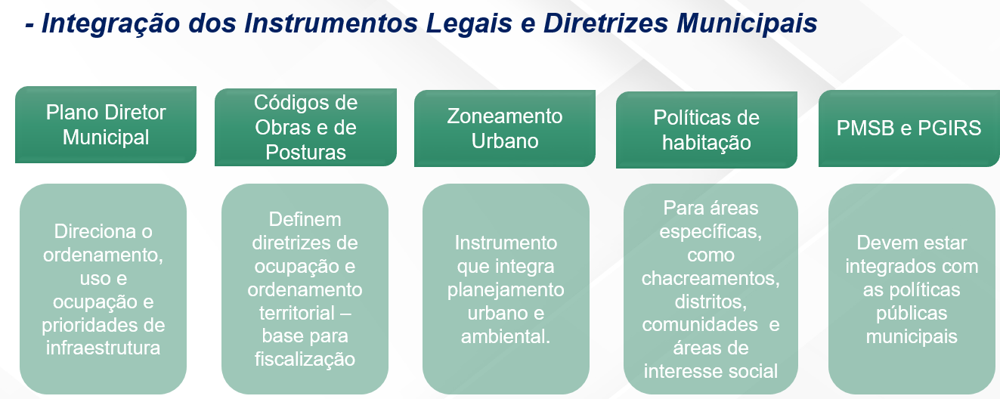 - Integração dos Instrumentos Legais e Diretrizes Municipais
Plano Diretor
Municipal
Direciona o
ordenamento,
uso e
ocupação e
prioridades de
infraestrutura
Códigos de
Obras e de
Posturas
Definem
diretrizes de
ocupação e
ordenamento
territorial –
base para
fiscalização
Zoneamento
Urbano
Instrumento
que integra
planejamento
urbano e
ambiental.
Políticas de
habitação
Para áreas
específicas,
como
chacreamentos,
distritos,
comunidades e
áreas de
interesse social
PMSB e PGIRS
Devem estar
integrados com
as políticas
públicas
municipais